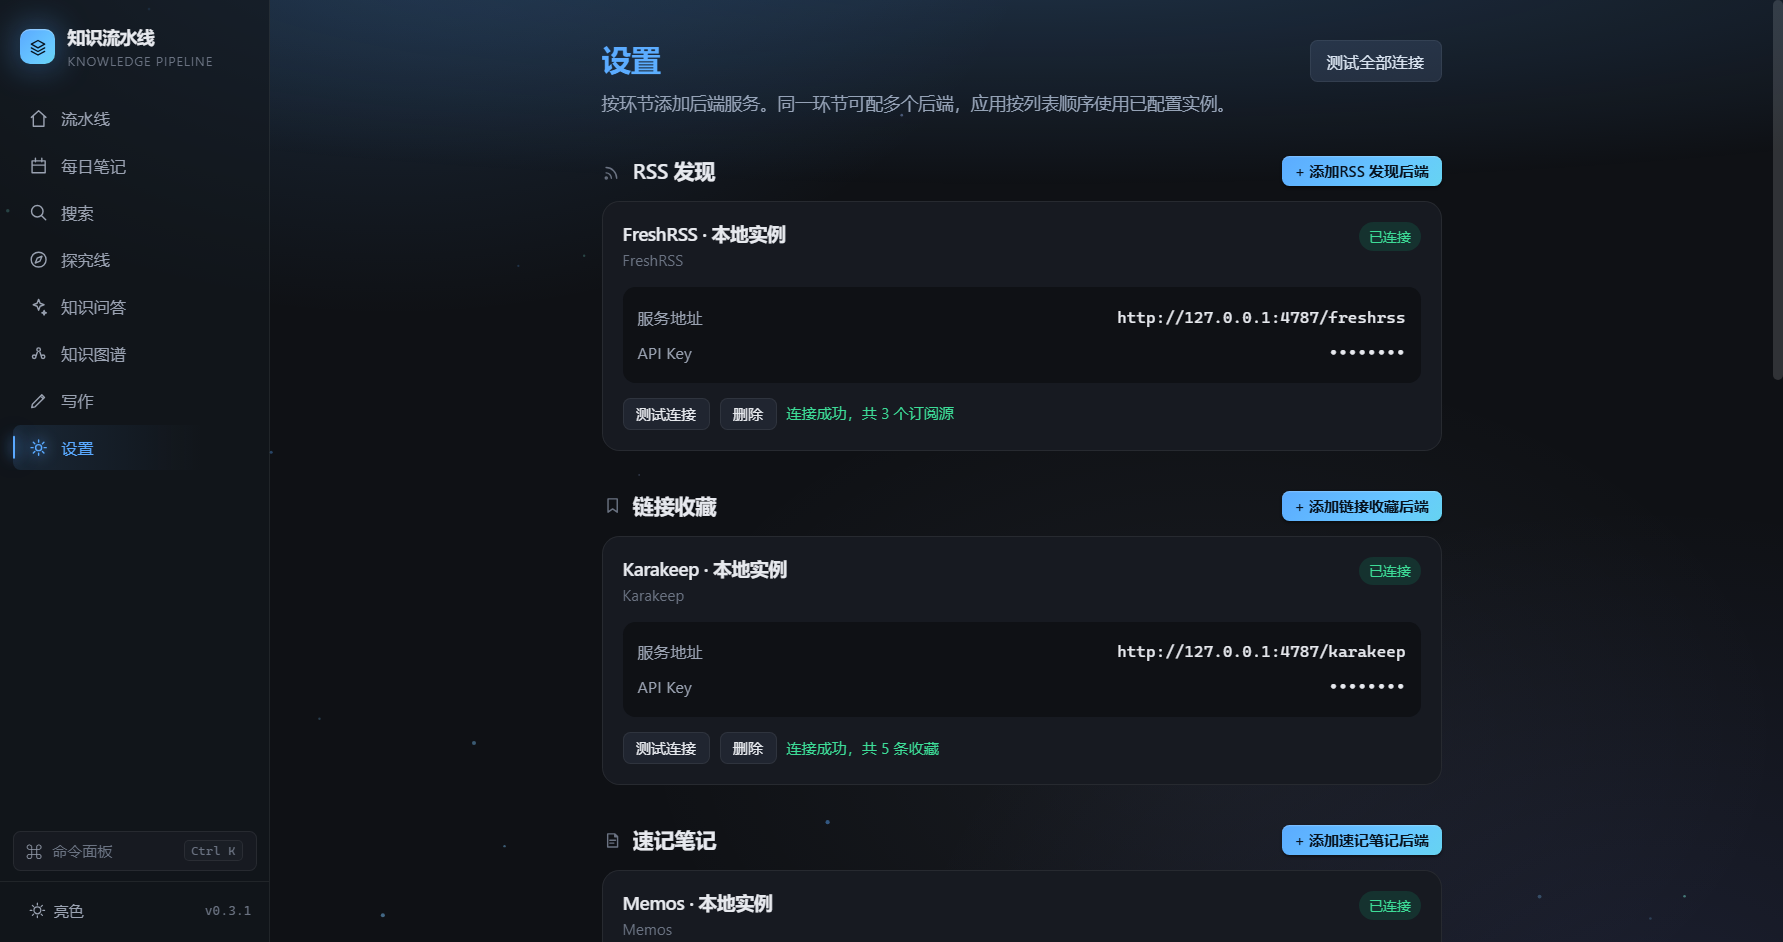 知识流水线
KNOWLEDGE PIPELINE
流水线
每日笔记
搜索
探究线
知识问答
知识图谱
写作
设置
命令面板 Ctrl K
亮色 v0.3.1
设置
测试全部连接
按环节添加后端服务。同一环节可配多个后端，应用按列表顺序使用已配置实例。
RSS 发现
+ 添加RSS 发现后端
FreshRSS · 本地实例
已连接
FreshRSS
服务地址 http://127.0.0.1:4787/freshrss
API Key ••••••••
测试连接 删除 连接成功，共 3 个订阅源
链接收藏
+ 添加链接收藏后端
Karakeep · 本地实例
已连接
Karakeep
服务地址 http://127.0.0.1:4787/karakeep
API Key ••••••••
测试连接 删除 连接成功，共 5 条收藏
速记笔记
+ 添加速记笔记后端
Memos · 本地实例
已连接
Memos